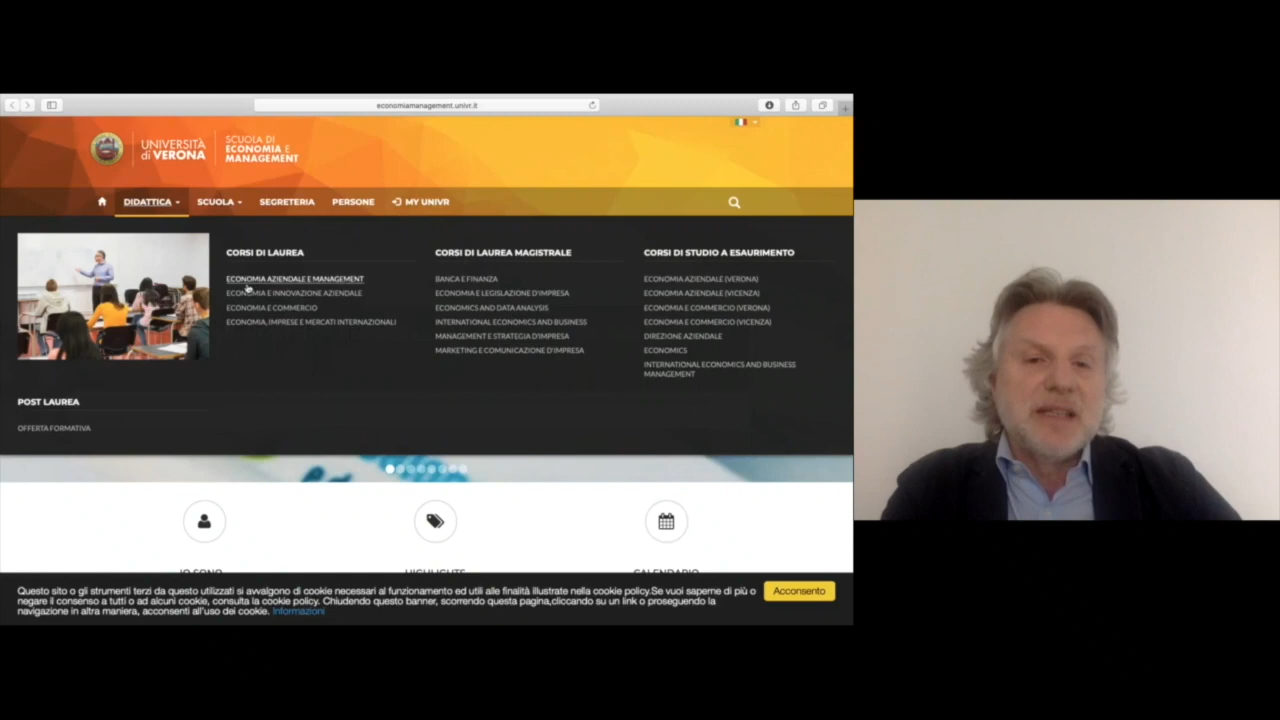 economiamanagement.univr.it
UNIVERSITÀ
di VERONA
SCUOLA DI
ECONOMIA E
MANAGEMENT
DIDATTICA
SCUOLA
SEGRETERIA
PERSONE
MY UNIVR
CORSI DI LAUREA
ECONOMIA AZIENDALE E MANAGEMENT
ECONOMIA E INNOVAZIONE AZIENDALE
ECONOMIA E COMMERCIO
ECONOMIA, IMPRESE E MERCATI INTERNAZIONALI
CORSI DI LAUREA MAGISTRALE
BANCA E FINANZA
ECONOMIA E LEGISLAZIONE D'IMPRESA
ECONOMICS AND DATA ANALYSIS
INTERNATIONAL ECONOMICS AND BUSINESS
MANAGEMENT E STRATEGIA D'IMPRESA
MARKETING E COMUNICAZIONE D'IMPRESA
CORSI DI STUDIO A ESAURIMENTO
ECONOMIA AZIENDALE (VERONA)
ECONOMIA AZIENDALE (VICENZA)
ECONOMIA E COMMERCIO (VERONA)
ECONOMIA E COMMERCIO (VICENZA)
DIREZIONE AZIENDALE
ECONOMICS
INTERNATIONAL ECONOMICS AND BUSINESS
MANAGEMENT
POST LAUREA
OFFERTA FORMATIVA
IO SONO
HIGHLIGHTS
CALENDARIO
Questo sito o gli strumenti terzi da questo utilizzati si avvalgono di cookie necessari al funzionamento ed utili alle finalità illustrate nella cookie policy.Se vuoi saperne di più o
negare il consenso a tutti o ad alcuni cookie, consulta la cookie policy. Chiudendo questo banner, scorrendo questa pagina,cliccando su un link o proseguendo la
navigazione in altra maniera, acconsenti all'uso dei cookie. Informazioni
Acconsento